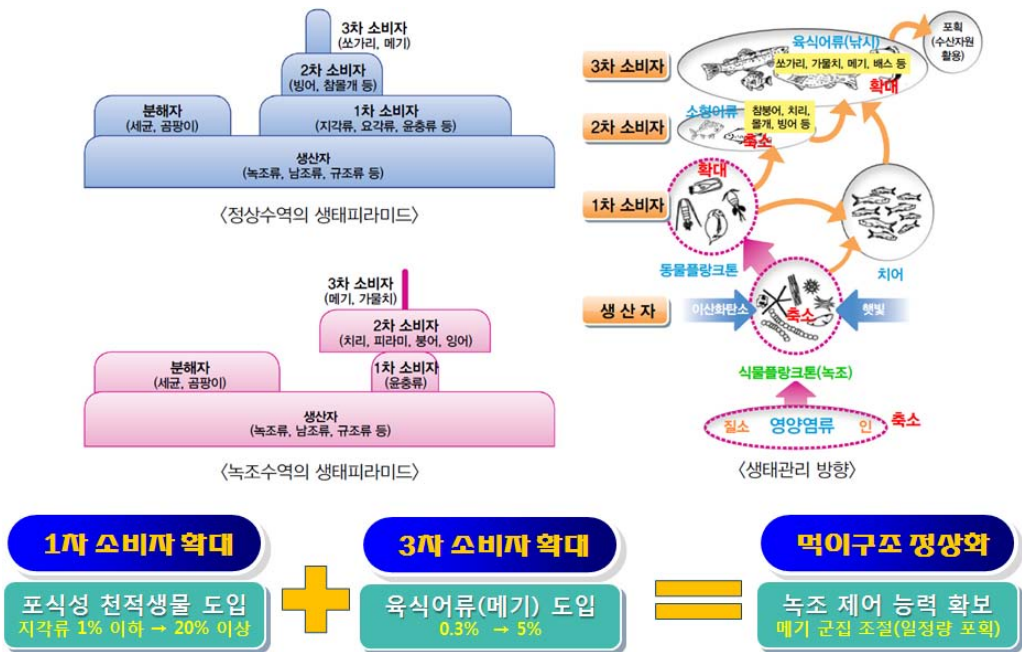 3차 소비자
(쏘가리, 메기)
2차 소비자
(빙어, 참몰개 등)
분해자
(세균, 곰팡이)
1차 소비자
(지각류, 요각류, 윤충류 등)
생산자
(녹조류, 남조류, 규조류 등)
〈정상수역의 생태피라미드〉
3차 소비자
(메기, 가물치)
2차 소비자
(치리, 피라미, 붕어, 잉어)
분해자
(세균, 곰팡이)
1차 소비자
(윤충류)
생산자
(녹조류, 남조류, 규조류 등)
〈녹조수역의 생태피라미드〉
포획
(수산자원
활용)
육식어류(낚시)
3차 소비자
쏘가리, 가물치, 메기, 배스 등
확대
소형어류
참붕어, 치리,
몰개, 빙어 등
2차 소비자
축소
확대
1차 소비자
동물플랑크톤
치어
생 산 자
이산화탄소
축소
햇빛
식물플랑크톤(녹조)
질소 영양염류 인
축소
〈생태관리 방향〉
1차 소비자 확대
포식성 천적생물 도입
지각류 1% 이하 → 20% 이상
3차 소비자 확대
육식어류(메기) 도입
0.3% → 5%
먹이구조 정상화
녹조 제어 능력 확보
메기 군집 조절(일정량 포획)